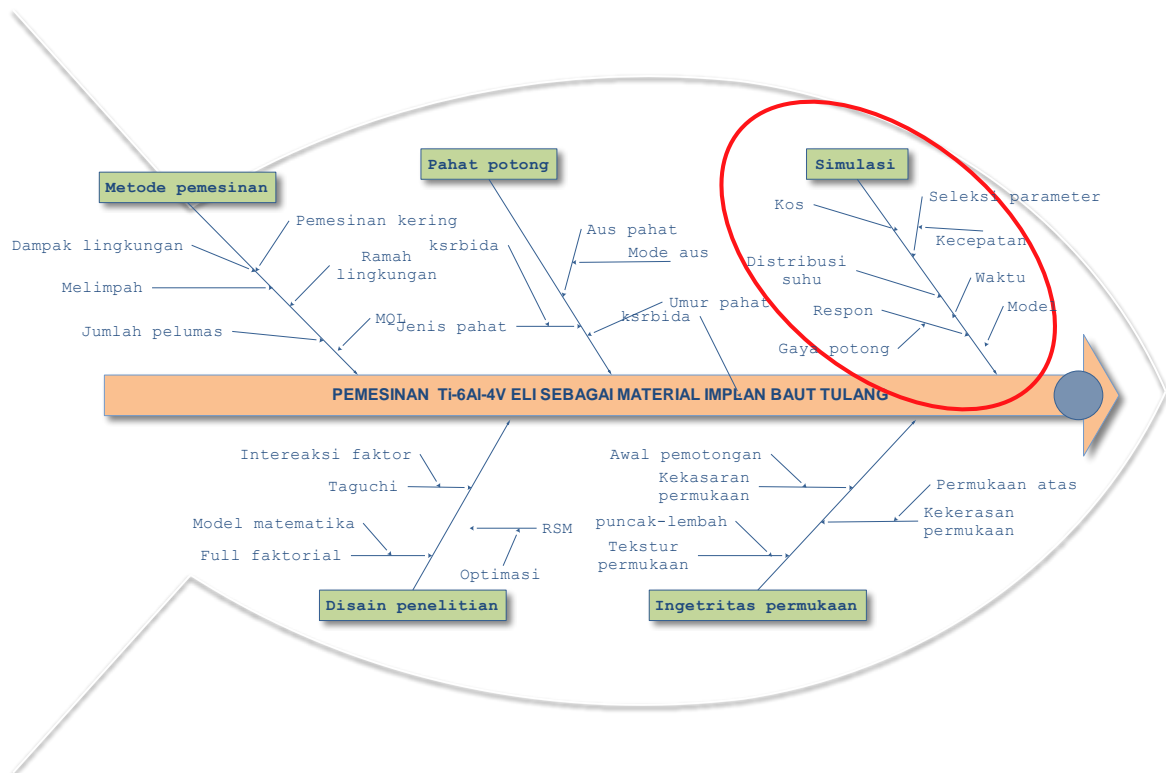 Metode pemesinan
Pemesinan kering
Dampak lingkungan
Ramah
lingkungan
Melimpah
MQL
Jumlah pelumas
Pahat potong
Aus pahat
ksrbida
Mode aus
Umur pahat
ksrbida
Jenis pahat
Simulasi
Seleksi parameter
Kos
Kecepatan
Distribusi
suhu
Waktu
Respon
Model
Gaya potong
PEMESINAN Ti-6Al-4V ELI SEBAGAI MATERIAL IMPLAN BAUT TULANG
Intereaksi faktor
Taguchi
Model matematika
RSM
Full faktorial
Optimasi
Disain penelitian
Awal pemotongan
Kekasaran
permukaan
Permukaan atas
puncak-lembah
Kekerasan
permukaan
Tekstur
permukaan
Ingetritas permukaan